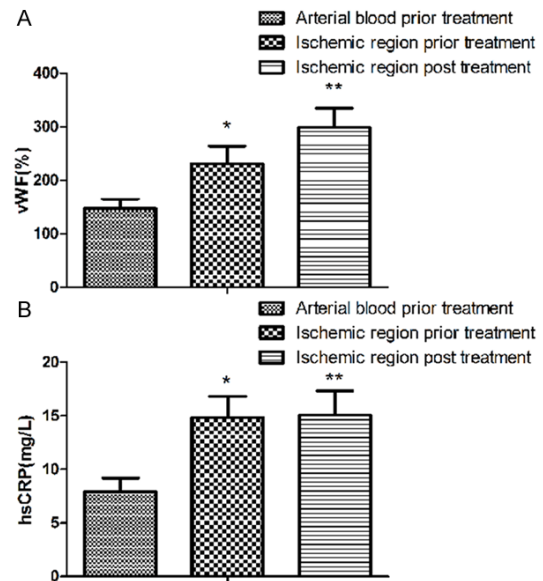 A
Arterial blood prior treatment
Ischemic region prior treatment
Ischemic region post treatment
400
300
200
100
0
vWF(%)
*
**
B
Arterial blood prior treatment
Ischemic region prior treatment
Ischemic region post treatment
20
15
10
5
0
hsCRP(mg/L)
*
**